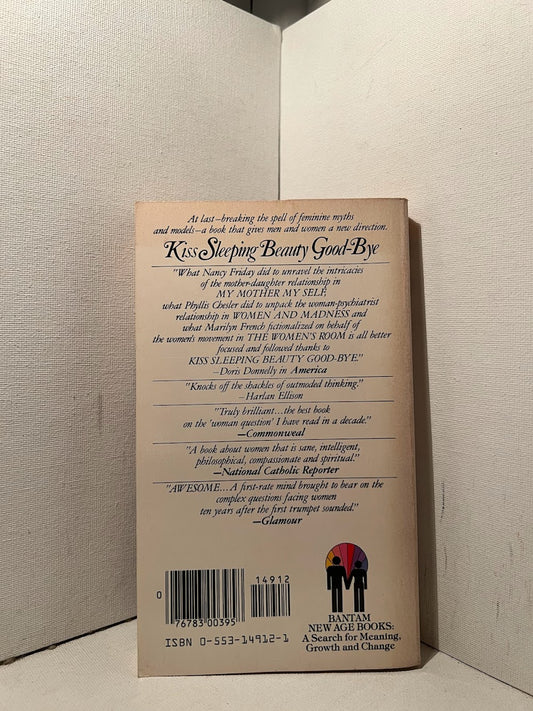 At last—breaking the spell of feminine myths
and models—a book that gives men and women a new direction.
Kiss Sleeping Beauty Good-Bye
"What Nancy Friday did to unravel the intricacies
of the mother-daughter relationship in
MY MOTHER MY SELF,
what Phyllis Chesler did to unpack the woman-psychiatrist
relationship in WOMEN AND MADNESS and
what Marilyn French fictionalized on behalf of
the women's movement in THE WOMEN'S ROOM is all better
focused and followed thanks to
KISS SLEEPING BEAUTY GOOD-BYE."
—Doris Donnelly in America
"Knocks off the shackles of outmoded thinking."
—Harlan Ellison
"Truly brilliant...the best book
on the 'woman question' I have read in a decade."
—Commonweal
"A book about women that is sane, intelligent,
philosophical, compassionate and spiritual."
—National Catholic Reporter
"AWESOME...A first-rate mind brought to bear on the
complex questions facing women
ten years after the first trumpet sounded."
—Glamour
14912
0
76783 00395
ISBN 0-553-14912-1
BANTAM
NEW AGE BOOKS:
A Search for Meaning,
Growth and Change